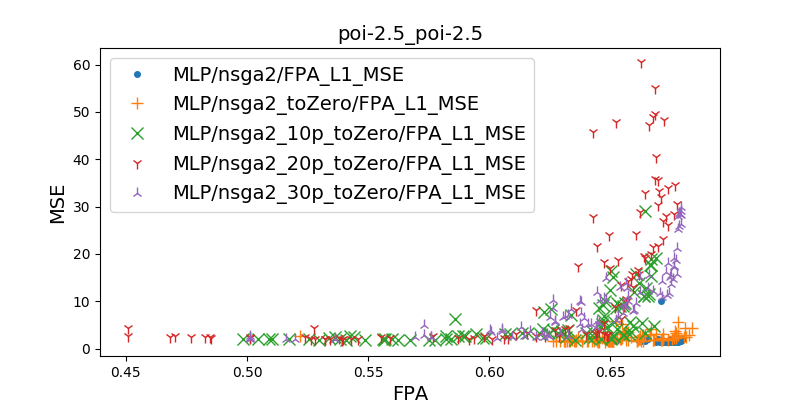 poi-2.5_poi-2.5
60
50
40
30
20
10
0
MSE
MLP/nsga2/FPA_L1_MSE
MLP/nsga2_toZero/FPA_L1_MSE
MLP/nsga2_10p_toZero/FPA_L1_MSE
MLP/nsga2_20p_toZero/FPA_L1_MSE
MLP/nsga2_30p_toZero/FPA_L1_MSE
0.45 0.50 0.55 0.60 0.65
FPA